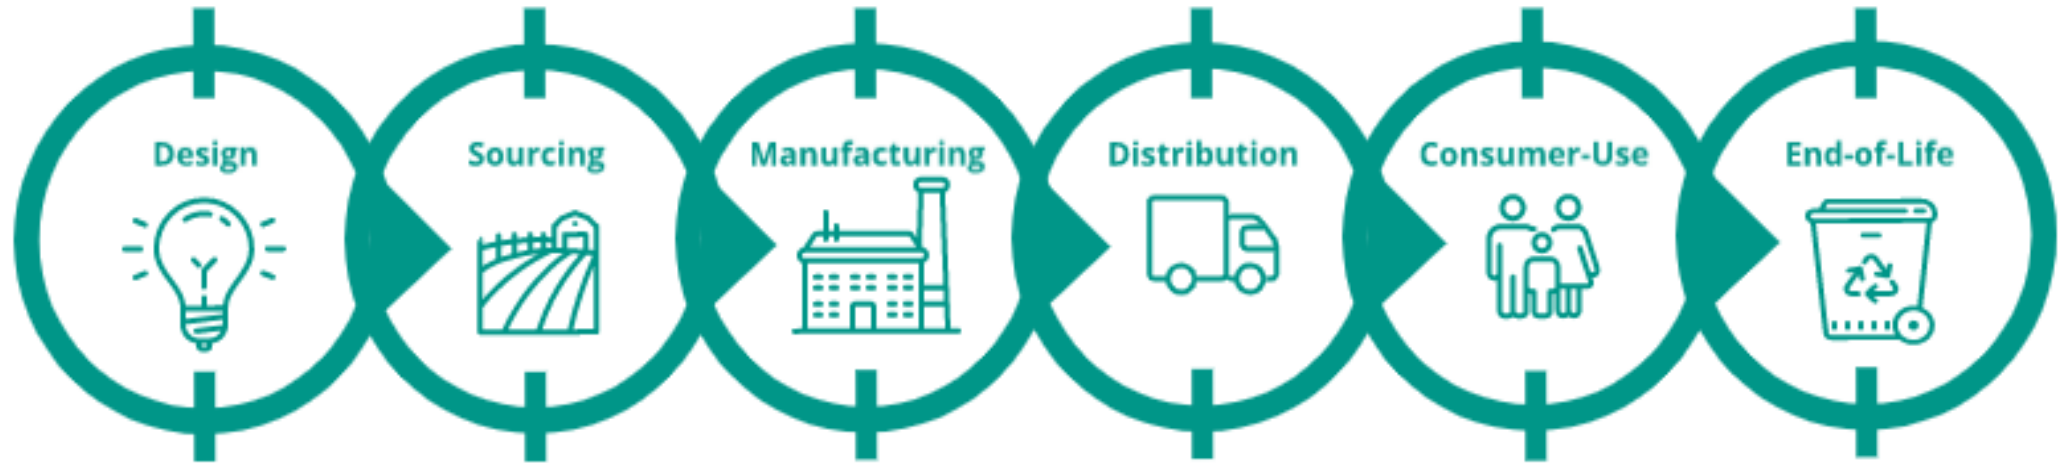 Design
Sourcing
Manufacturing
Distribution
Consumer-Use
End-of-Life